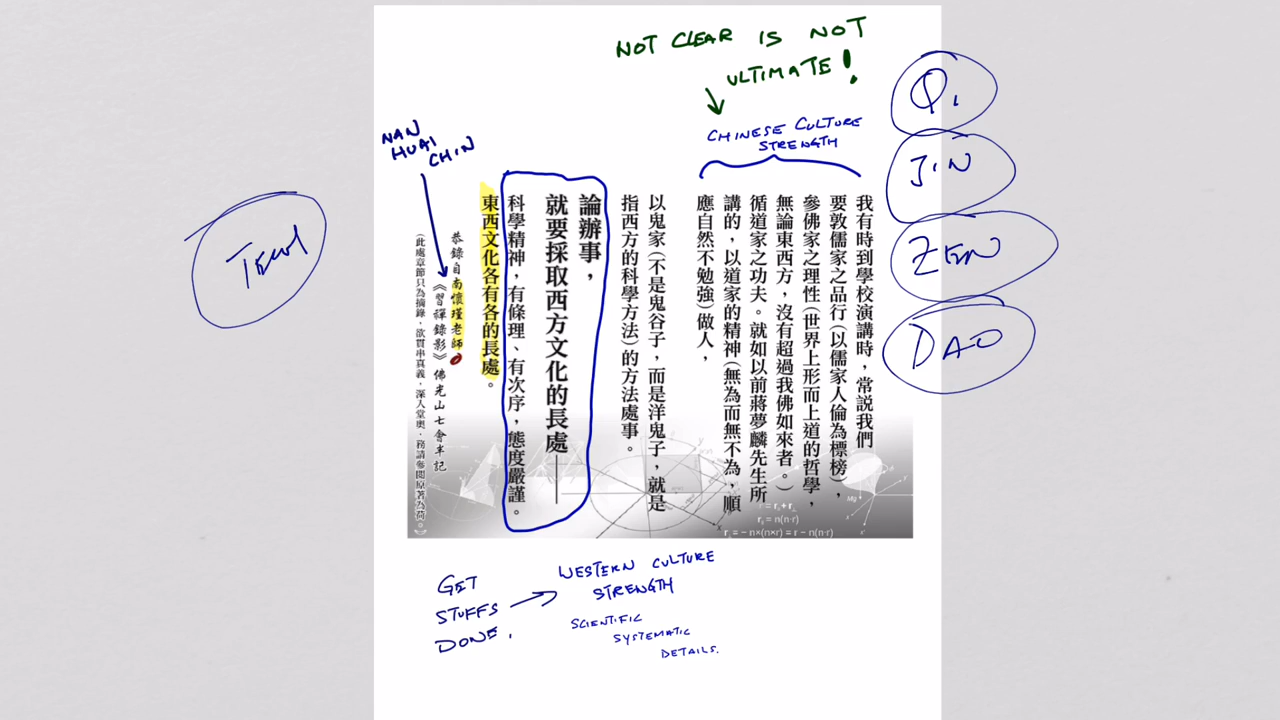 NOT CLEAR IS NOT
ULTIMATE!
CHINESE CULTURE
STRENGTH
NAN
HUAI
CHIN
QI
JIN
ZEN
DAO
我有時到學校演講時，常說我們
要敦儒家之品行(以儒家人倫為標榜)，
參佛家之理性(世界上形而上道的哲學，
無論東西方，沒有超過我佛如來者。)
循道家之功夫。就如以前蔣夢麟先生所
講的，以道家的精神(無為而無不為，順
應自然不勉強)做人，
以鬼家(不是鬼谷子，而是洋鬼子，就是
指西方的科學方法)的方法處事。
論辦事，
就要採取西方文化的長處——
科學精神，有條理、有次序，態度嚴謹。
東西文化各有各的長處。
恭錄自南懷瑾老師
《習禪錄影》佛光山七會手記
(此處章節只為摘錄，欲貫串真義，深入堂奧，務請參閱原著為荷。)
Mg
r = r₁ + r
r₁ = n(n·r)
= − n×(n×r) = r − n(n·r)
GET
STUFFS
DONE.
WESTERN CULTURE
STRENGTH
SCIENTIFIC
SYSTEMATIC
DETAILS.